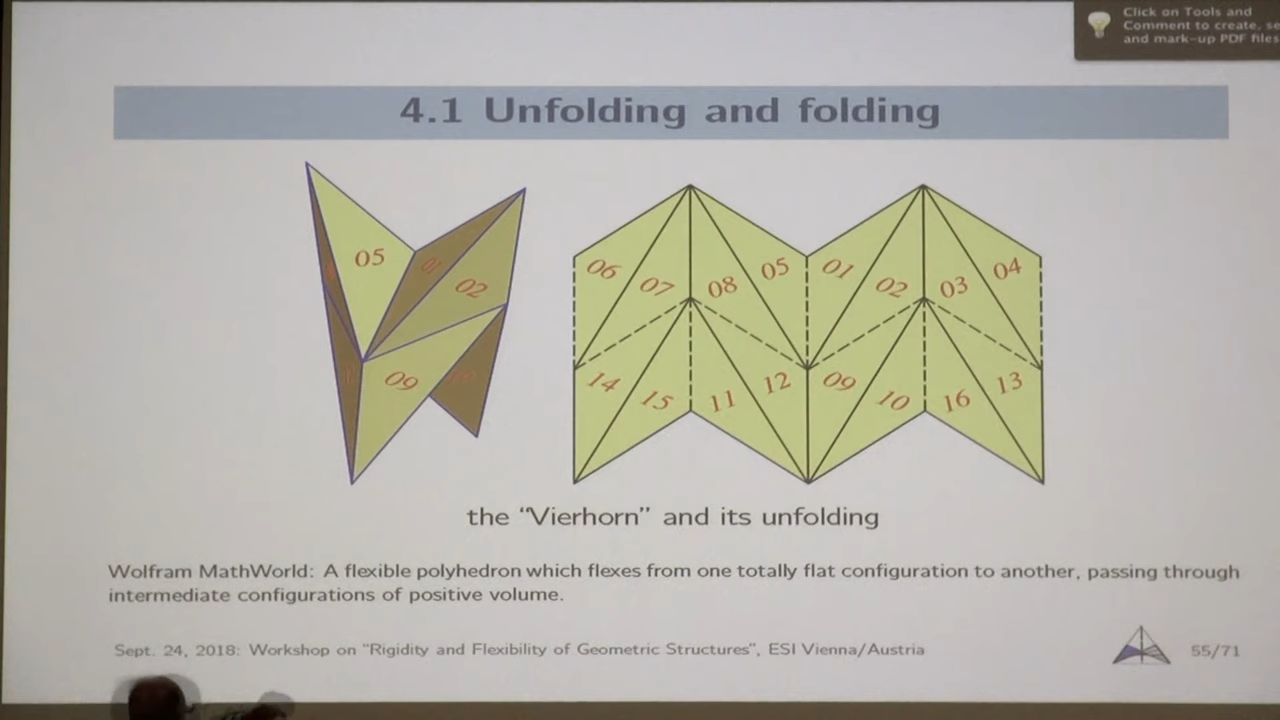 Click on Tools and
Comment to create,
and mark-up PDF files
4.1 Unfolding and folding
05
01
02
09
06
07
08
05
01
02
03
04
14
15
11
12
09
10
16
13
the “Vierhorn” and its unfolding
Wolfram MathWorld: A flexible polyhedron which flexes from one totally flat configuration to another, passing through
intermediate configurations of positive volume.
Sept. 24, 2018: Workshop on "Rigidity and Flexibility of Geometric Structures", ESI Vienna/Austria
55/71